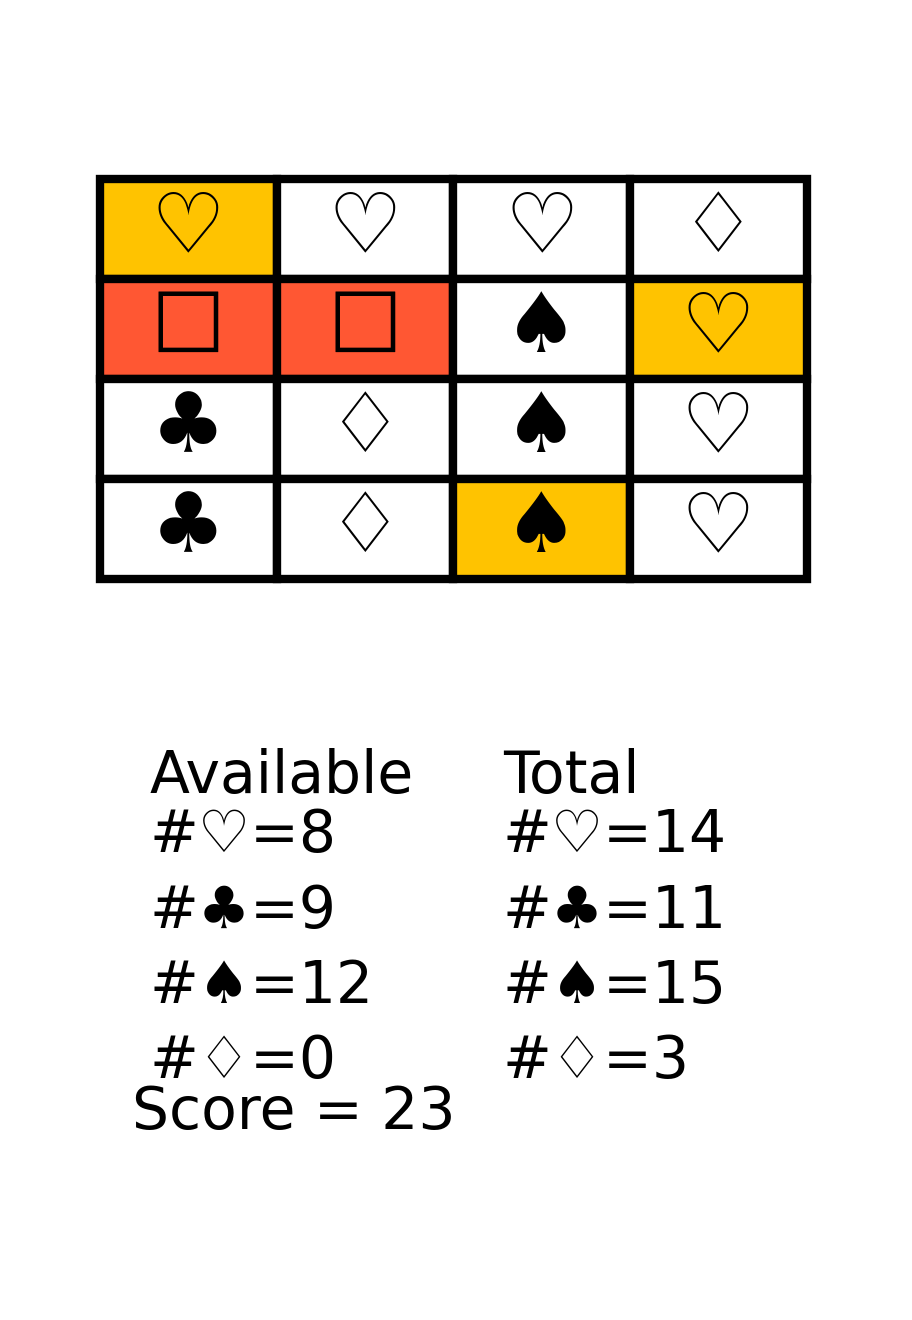 ♡ ♡ ♡ ♢
□ □ ♠ ♡
♣ ♢ ♠ ♡
♣ ♢ ♠ ♡
Available
#♡=8
#♣=9
#♠=12
#♢=0
Total
#♡=14
#♣=11
#♠=15
#♢=3
Score = 23